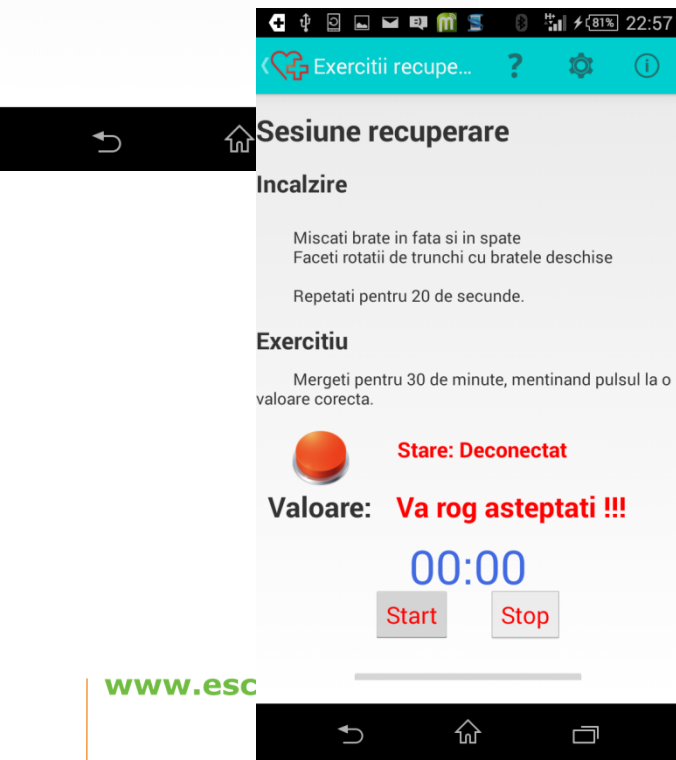 81% 22:57
Exercitii recupe... ?
Sesiune recuperare
Incalzire
Miscati brate in fata si in spate
Faceti rotatii de trunchi cu bratele deschise
Repetati pentru 20 de secunde.
Exercitiu
Mergeti pentru 30 de minute, mentinand pulsul la o
valoare corecta.
Stare: Deconectat
Valoare: Va rog asteptati !!!
00:00
Start Stop
www.esc